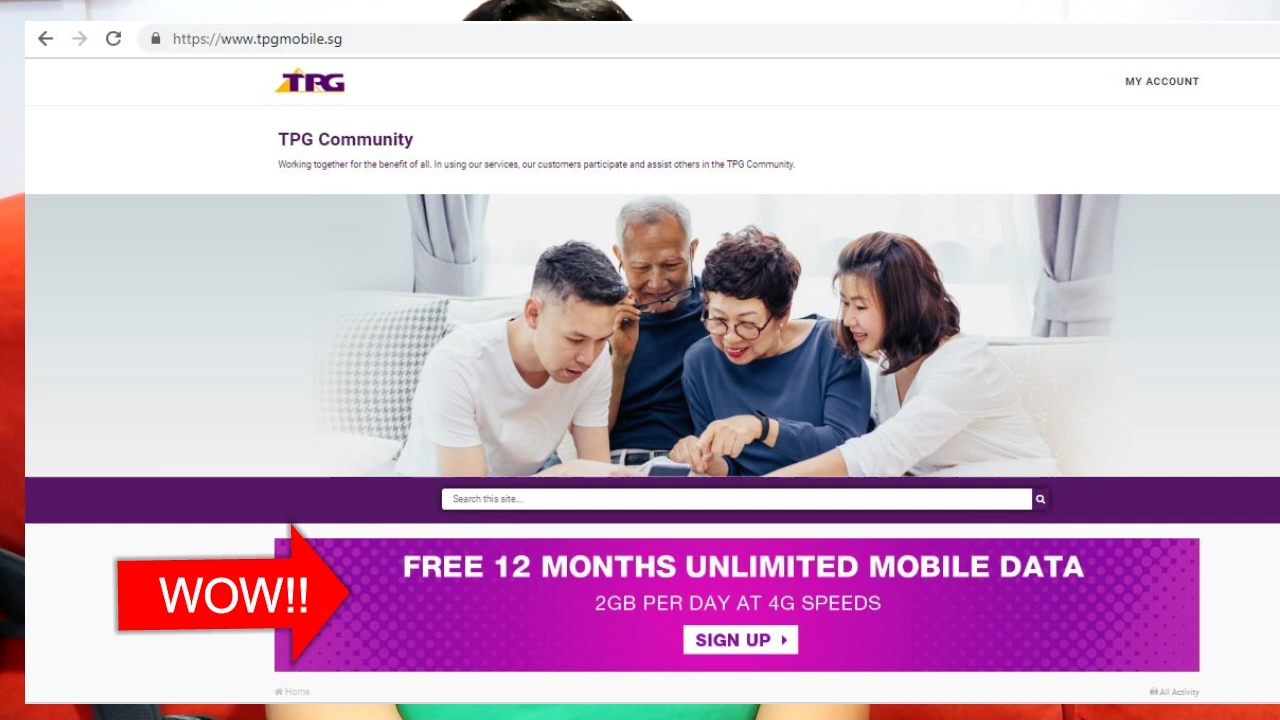 https://www.tpgmobile.sg
TPG
MY ACCOUNT
TPG Community
Working together for the benefit of all. In using our services, our customers participate and assist others in the TPG Community.
Search this site...
FREE 12 MONTHS UNLIMITED MOBILE DATA
2GB PER DAY AT 4G SPEEDS
WOW!!
SIGN UP
Home
All Activity